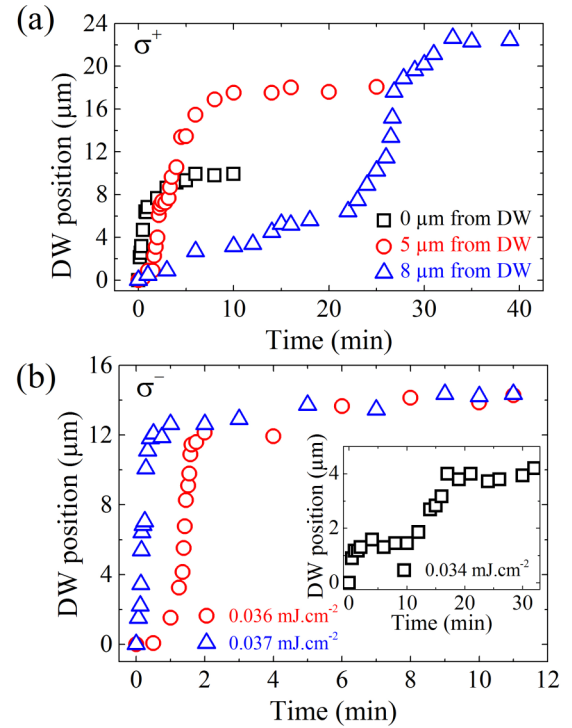 (a)
σ+
24
20
16
12
8
4
0
DW position (μm)
0 μm from DW
5 μm from DW
8 μm from DW
0 10 20 30 40
Time (min)
(b)
σ−
16
12
8
4
0
DW position (μm)
0.036 mJ.cm-2
0.037 mJ.cm-2
4
2
0
DW position (μm)
0.034 mJ.cm-2
0 10 20 30
Time (min)
0 2 4 6 8 10 12
Time (min)